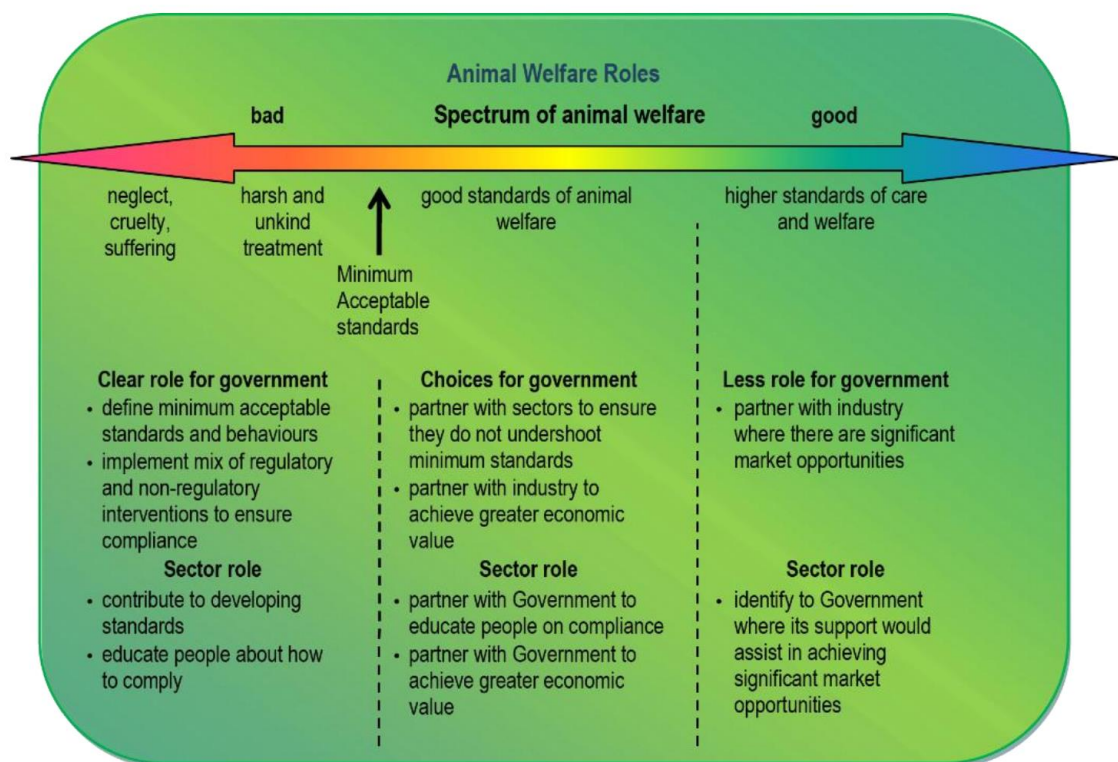 Animal Welfare Roles
bad
Spectrum of animal welfare
good
neglect,
cruelty,
suffering
harsh and
unkind
treatment
good standards of animal
welfare
higher standards of care
and welfare
Minimum
Acceptable
standards
Clear role for government
• define minimum acceptable
standards and behaviours
• implement mix of regulatory
and non-regulatory
interventions to ensure
compliance
Sector role
• contribute to developing
standards
• educate people about how
to comply
Choices for government
• partner with sectors to ensure
they do not undershoot
minimum standards
• partner with industry to
achieve greater economic
value
Sector role
• partner with Government to
educate people on compliance
• partner with Government to
achieve greater economic
value
Less role for government
• partner with industry
where there are significant
market opportunities
Sector role
• identify to Government
where its support would
assist in achieving
significant market
opportunities